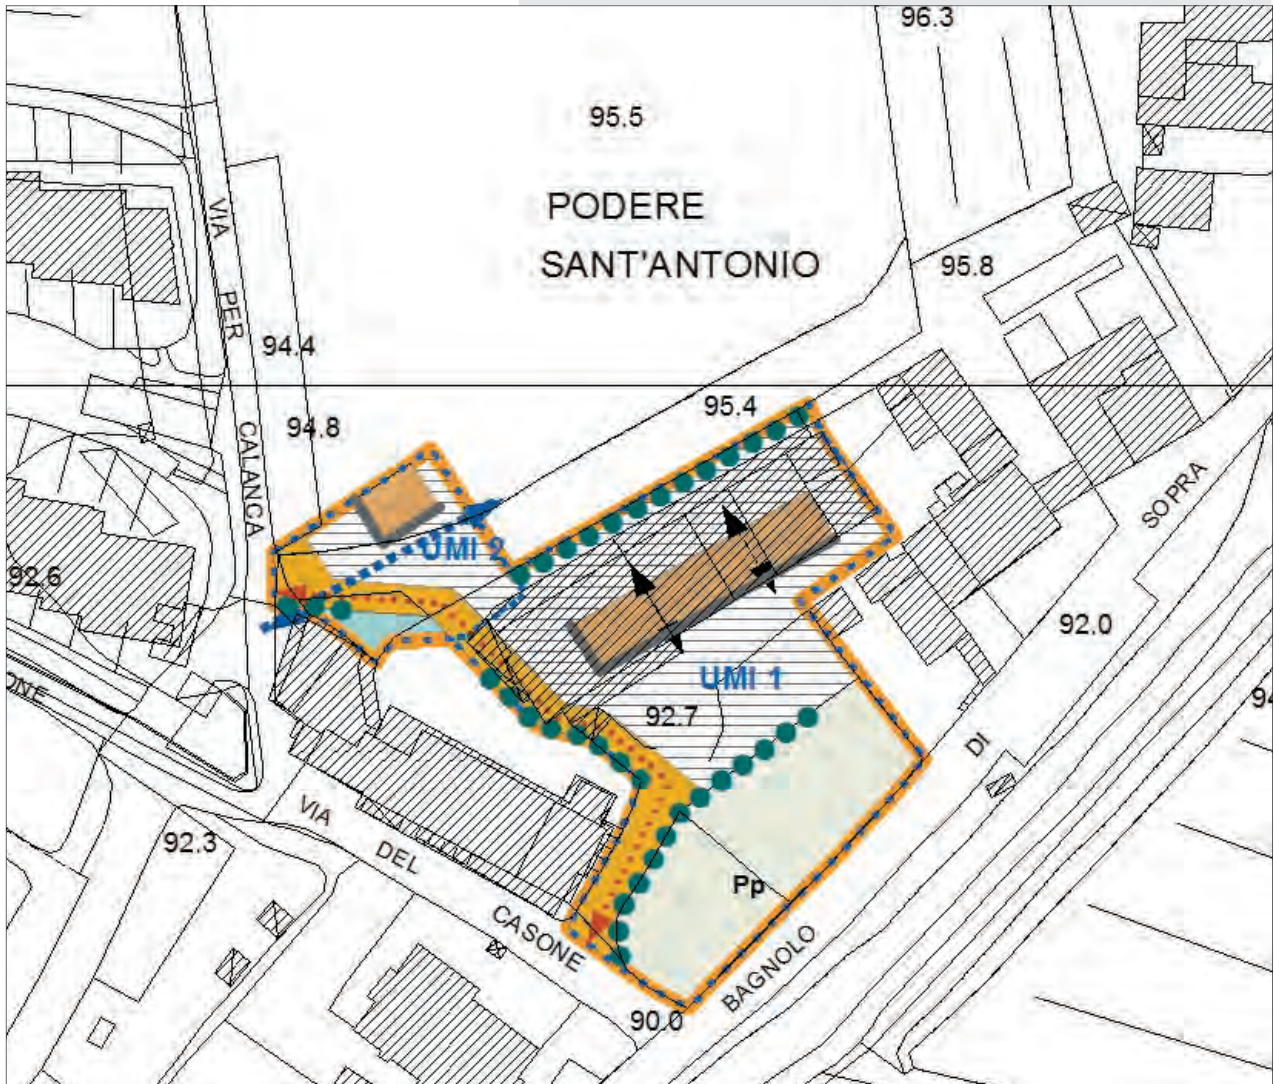 96.3
95.5
PODERE
SANT'ANTONIO
95.8
VIA
PER
CALANCA
94.4
94.8
95.4
92.6
UMI 2
SOPRA
92.0
UMI 1
92.7
ONE
94
DI
VIA
DEL
CASONE
92.3
Pp
BAGNOLO
90.0